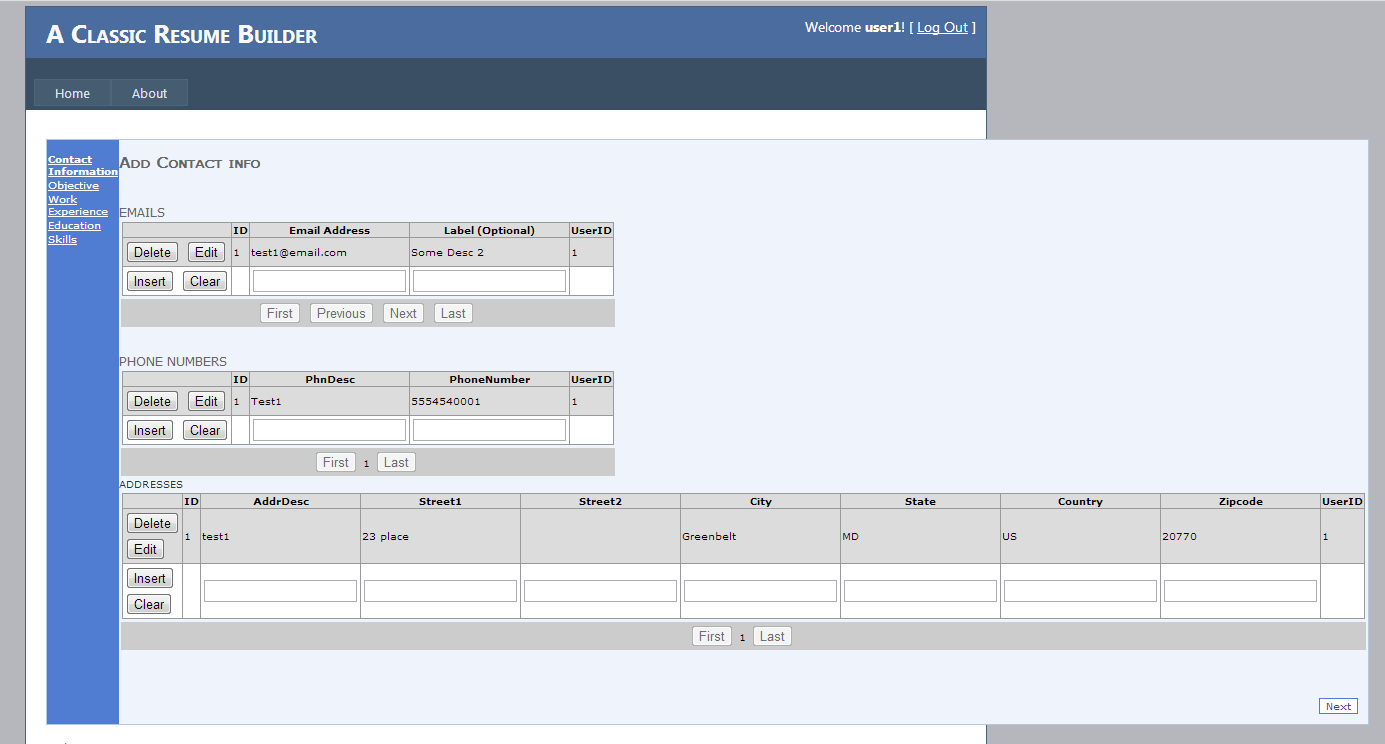 A Classic Resume Builder
Welcome user1! [ Log Out ]
Home About
Contact
Information
Objective
Work
Experience
Education
Skills
Add Contact info
EMAILS
ID Email Address Label (Optional) UserID
Delete Edit 1 test1@email.com Some Desc 2 1
Insert Clear
First Previous Next Last
PHONE NUMBERS
ID PhnDesc PhoneNumber UserID
Delete Edit 1 Test1 5554540001 1
Insert Clear
First 1 Last
ADDRESSES
ID AddrDesc Street1 Street2 City State Country Zipcode UserID
Delete
Edit
1 test1 23 place Greenbelt MD US 20770 1
Insert
Clear
First 1 Last
Next